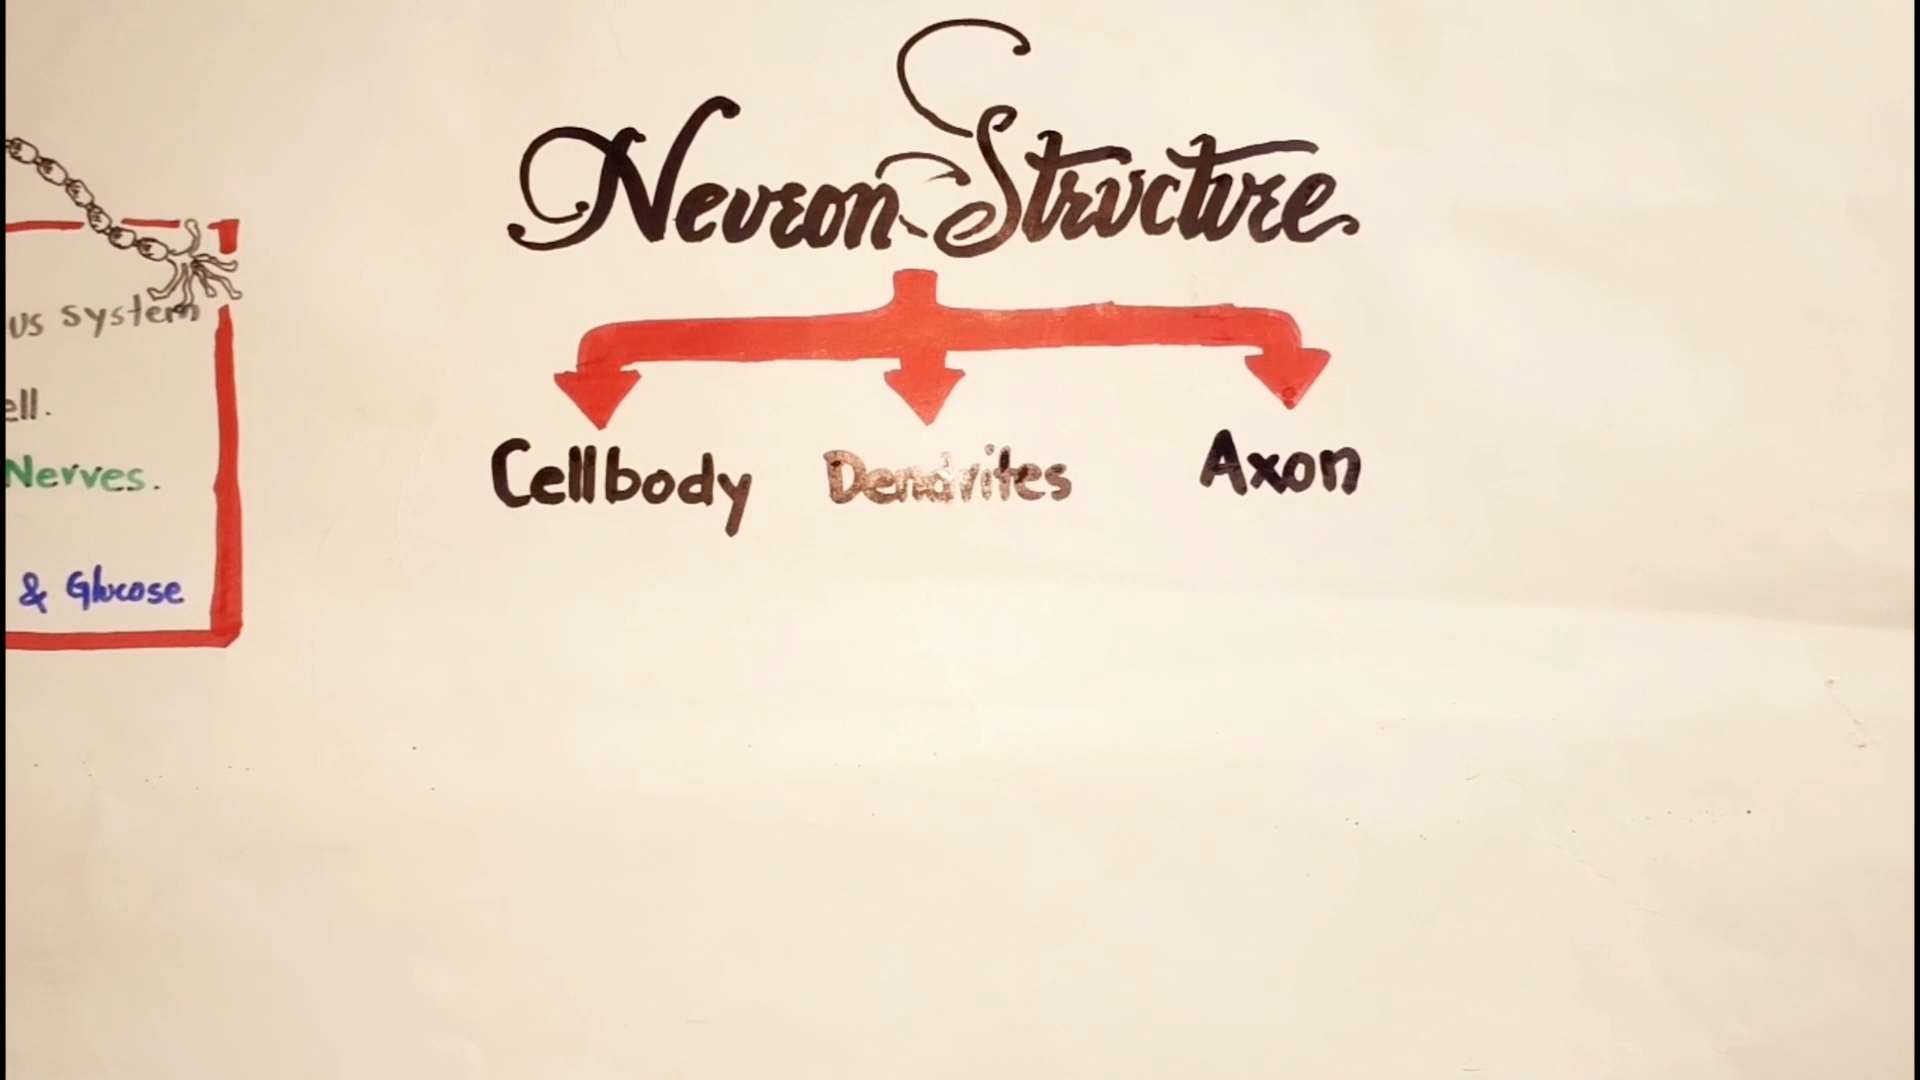 Neuron Structure
Cellbody Dendrites Axon
us system
ell.
Nerves.
& Glucose